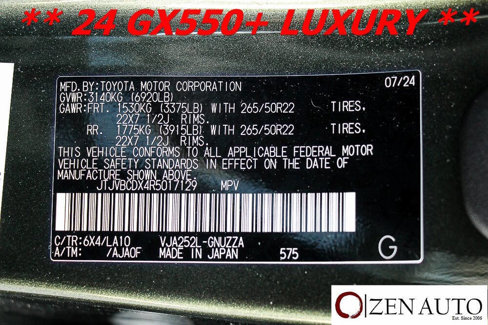 ** 24 GX550+ LUXURY **
MFD.BY:TOYOTA MOTOR CORPORATION 07/24
GVWR:3140KG (6920LB)
GAWR:FRT. 1530KG (3375LB) WITH 265/50R22 TIRES,
22X7 1/2J RIMS.
RR. 1775KG (3915LB) WITH 265/50R22 TIRES,
22X7 1/2J RIMS.
THIS VEHICLE CONFORMS TO ALL APPLICABLE FEDERAL MOTOR
VEHICLE SAFETY STANDARDS IN EFFECT ON THE DATE OF
MANUFACTURE SHOWN ABOVE.
JTJVBCDX4R5017129 MPV
C/TR:6X4/LA10 VJA252L-GNUZZA
A/TM: /AJA0F MADE IN JAPAN 575 G
ZEN AUTO
Est. Since 2006